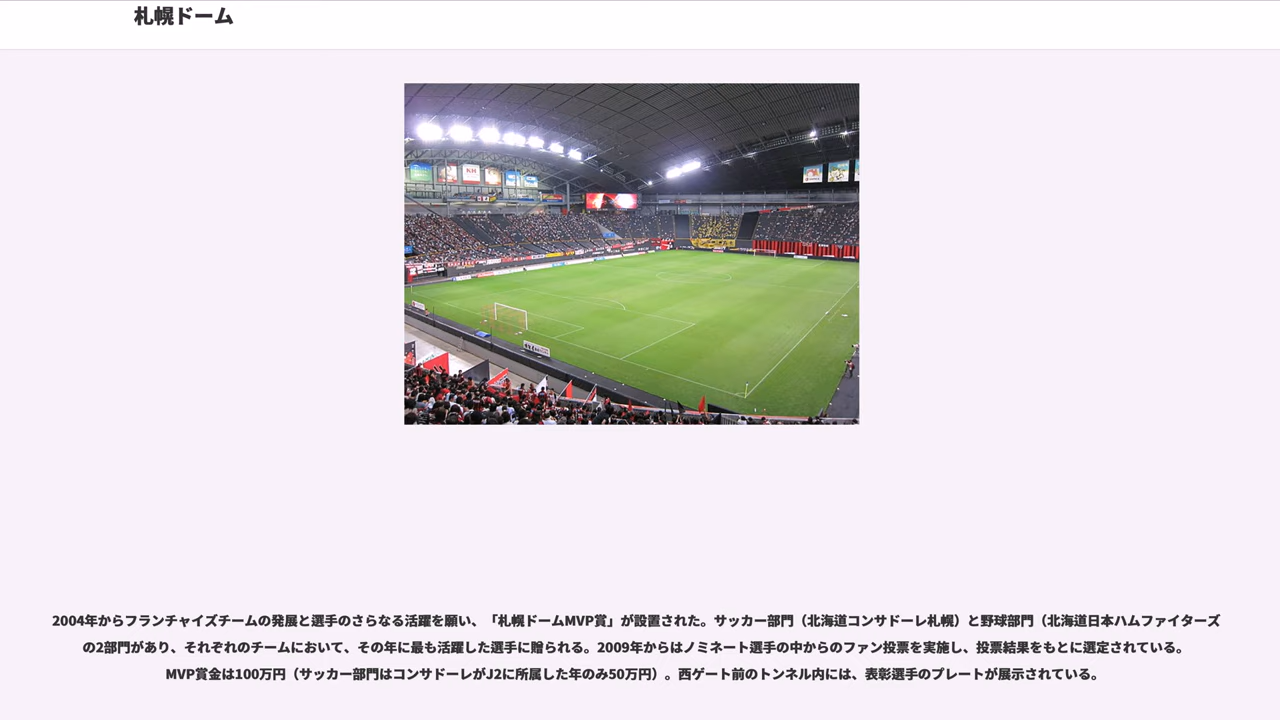 札幌ドーム
2004年からフランチャイズチームの発展と選手のさらなる活躍を願い、「札幌ドームMVP賞」が設置された。サッカー部門（北海道コンサドーレ札幌）と野球部門（北海道日本ハムファイターズ
の2部門があり、それぞれのチームにおいて、その年に最も活躍した選手に贈られる。2009年からはノミネート選手の中からのファン投票を実施し、投票結果をもとに選定されている。
MVP賞金は100万円（サッカー部門はコンサドーレがJ2に所属した年のみ50万円）。西ゲート前のトンネル内には、表彰選手のプレートが展示されている。